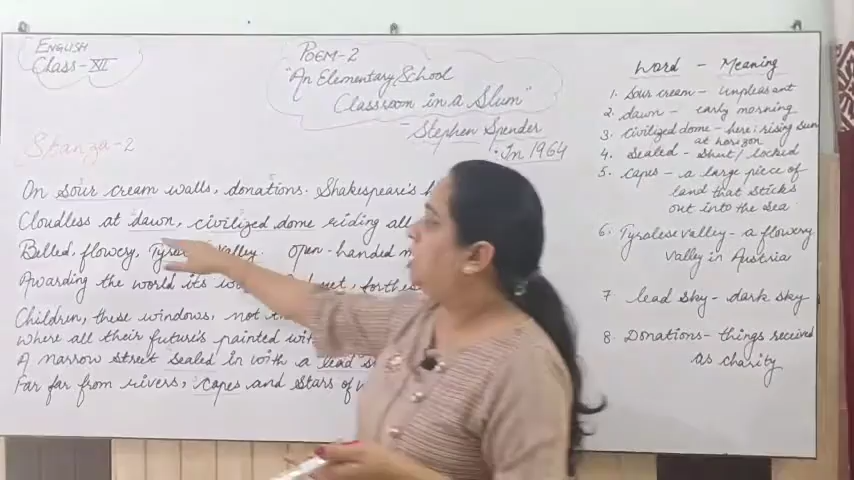 ENGLISH
Class - XII
POEM-2
"An Elementary School
Classroom in a Slum"
- Stephen Spender
. In 1964
Stanza-2
On sour cream walls, donations. Shakespeare's
Cloudless at dawn, civilized dome riding all
Belled, flowery, Valley. Open-handed
Awarding the world its
Children, these windows, not
where all their future's painted
A narrow street sealed in with a lead
Far far from rivers, capes and stars of
Word - Meaning
1. Sour cream - unpleasant
2. dawn - early morning
3. Civilized dome - here: rising sun
at horizon
4. Sealed - Shut/locked
5. Capes - a large piece of
land that sticks
out into the sea.
6. Tyrolese valley - a flowery
valley in Austria
7 lead sky - dark sky
8. Donations - things received
as charity